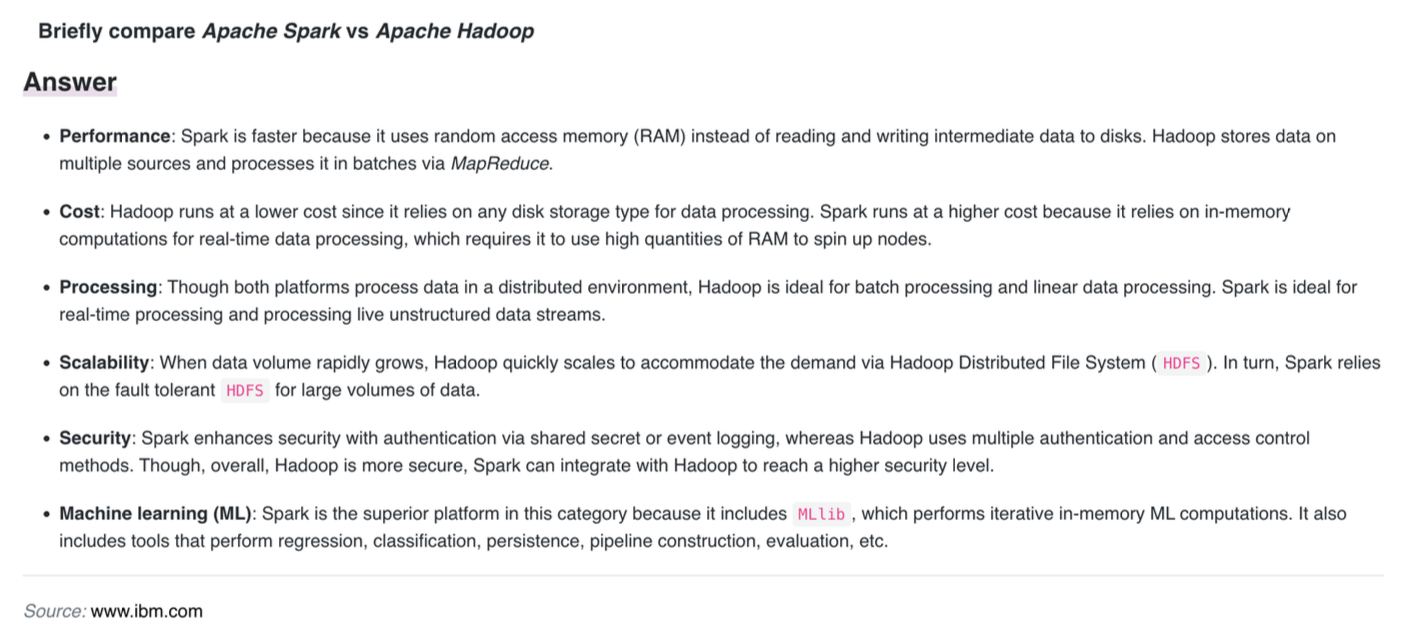 Briefly compare Apache Spark vs Apache Hadoop
Answer
• Performance: Spark is faster because it uses random access memory (RAM) instead of reading and writing intermediate data to disks. Hadoop stores data on
multiple sources and processes it in batches via MapReduce.
• Cost: Hadoop runs at a lower cost since it relies on any disk storage type for data processing. Spark runs at a higher cost because it relies on in-memory
computations for real-time data processing, which requires it to use high quantities of RAM to spin up nodes.
• Processing: Though both platforms process data in a distributed environment, Hadoop is ideal for batch processing and linear data processing. Spark is ideal for
real-time processing and processing live unstructured data streams.
• Scalability: When data volume rapidly grows, Hadoop quickly scales to accommodate the demand via Hadoop Distributed File System ( HDFS ). In turn, Spark relies
on the fault tolerant HDFS for large volumes of data.
• Security: Spark enhances security with authentication via shared secret or event logging, whereas Hadoop uses multiple authentication and access control
methods. Though, overall, Hadoop is more secure, Spark can integrate with Hadoop to reach a higher security level.
• Machine learning (ML): Spark is the superior platform in this category because it includes MLlib , which performs iterative in-memory ML computations. It also
includes tools that perform regression, classification, persistence, pipeline construction, evaluation, etc.
Source: www.ibm.com